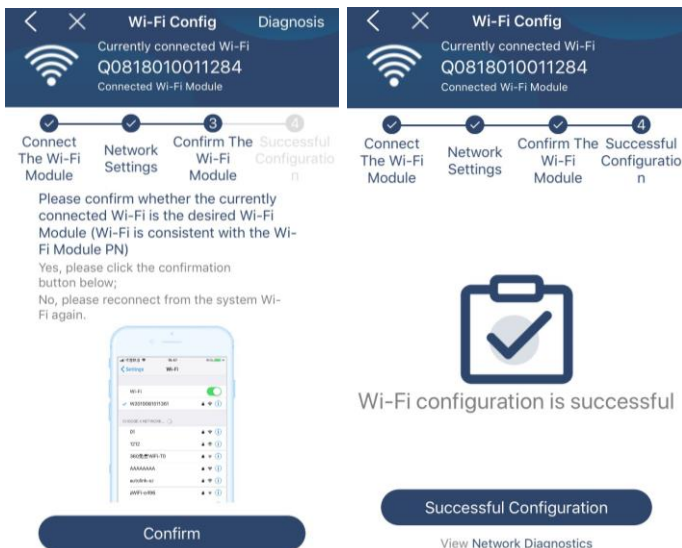 Wi-Fi Config
Diagnosis
Currently connected Wi-Fi
Q0818010011284
Connected Wi-Fi Module
3
4
Connect
The Wi-Fi
Module
Network
Settings
Confirm The
Wi-Fi
Module
Successful
Configuratio
n
Please confirm whether the currently
connected Wi-Fi is the desired Wi-
Fi Module (Wi-Fi is consistent with the Wi-
Fi Module PN)
Yes, please click the confirmation
button below;
No, please reconnect from the system Wi-
Fi again.
Settings
Wi-Fi
Wi-Fi
CHOOSE A NETWORK...
01
1212
AAAAAAAA
Confirm
Wi-Fi Config
Currently connected Wi-Fi
Q0818010011284
Connected Wi-Fi Module
4
Connect
The Wi-Fi
Module
Network
Settings
Confirm The
Wi-Fi
Module
Successful
Configuratio
n
Wi-Fi configuration is successful
Successful Configuration
View Network Diagnostics